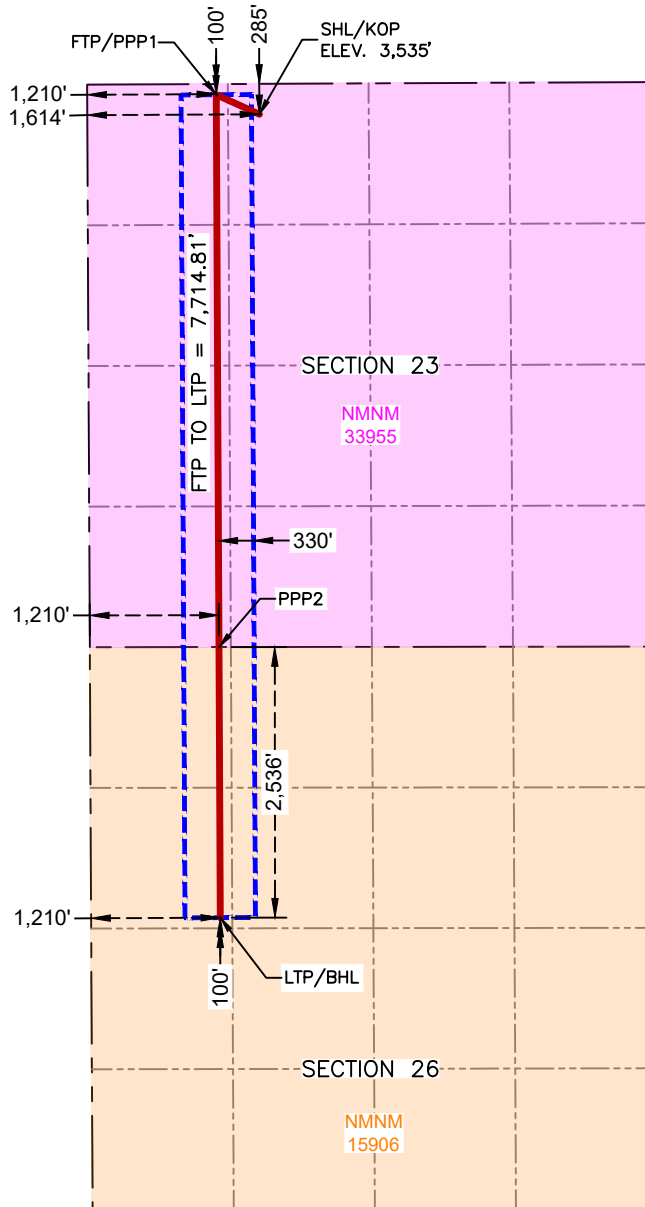 100'
285'
FTP/PPP1
SHL/KOP
ELEV. 3,535'
1,210'
1,614'
FTP TO LTP = 7,714.81'
SECTION 23
NMNM
33955
330'
PPP2
1,210'
2,536'
1,210'
100'
LTP/BHL
SECTION 26
NMNM
15906